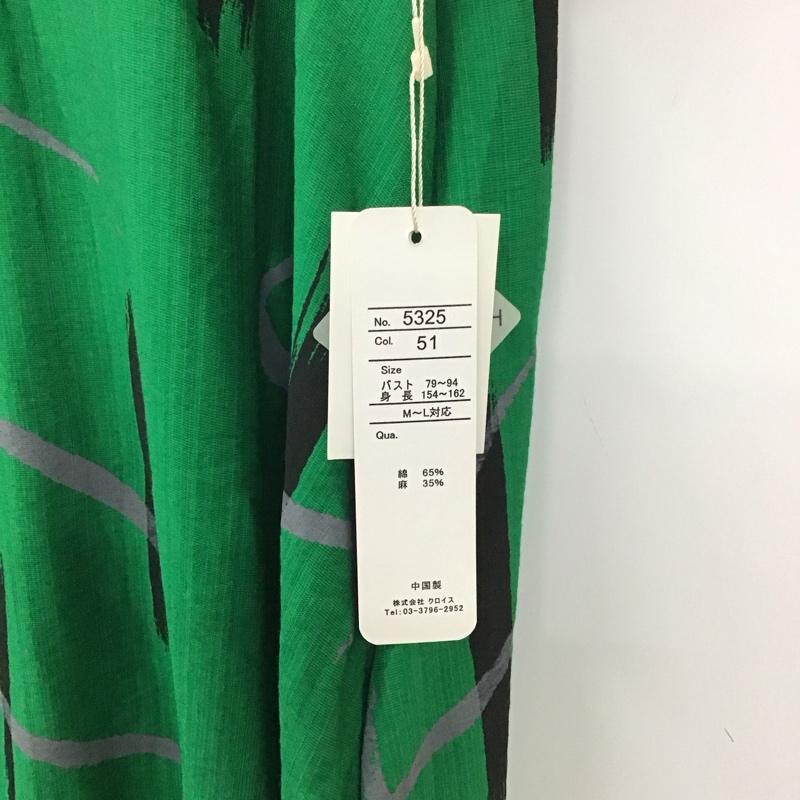 No. 5325
Col. 51
Size
バスト 79〜94
身 長 154〜162
M〜L対応
Qua.
綿 65%
麻 35%
中国製
株式会社 クロイス
Tel:03-3796-2952
H